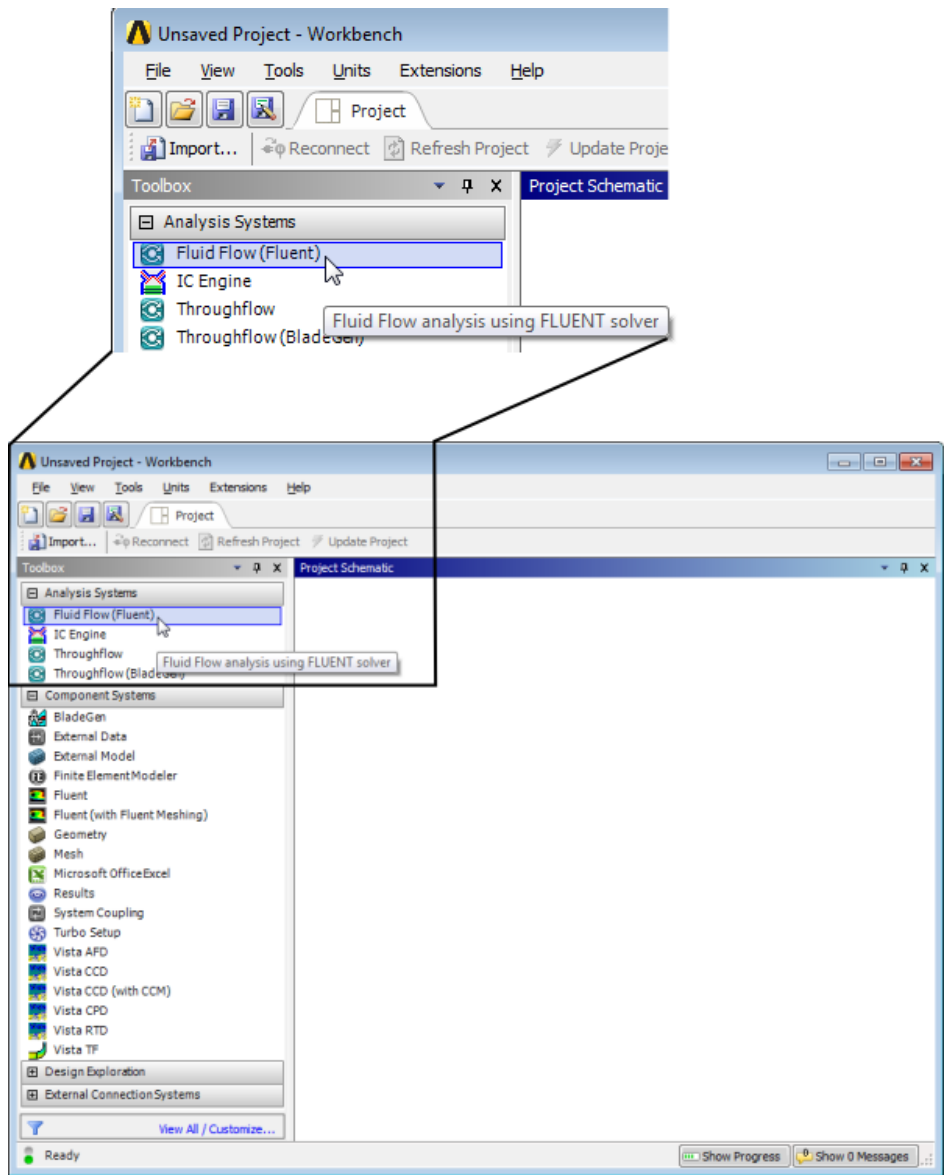 Unsaved Project - Workbench
File View Tools Units Extensions Help
Project
Import... Reconnect Refresh Project Update Proje
Toolbox Project Schematic
Analysis Systems
Fluid Flow (Fluent)
IC Engine
Throughflow
Fluid Flow analysis using FLUENT solver
Throughflow (BladeGen)
Unsaved Project - Workbench
File View Tools Units Extensions Help
Project
Import... Reconnect Refresh Project Update Project
Toolbox Project Schematic
Analysis Systems
Fluid Flow (Fluent)
IC Engine
Throughflow
Fluid Flow analysis using FLUENT solver
Throughflow (BladeGen)
Component Systems
BladeGen
External Data
External Model
Finite Element Modeler
Fluent
Fluent (with Fluent Meshing)
Geometry
Mesh
Microsoft Office Excel
Results
System Coupling
Turbo Setup
Vista AFD
Vista CCD
Vista CCD (with CCM)
Vista CPD
Vista RTD
Vista TF
Design Exploration
External Connection Systems
View All / Customize...
Ready Show Progress Show 0 Messages